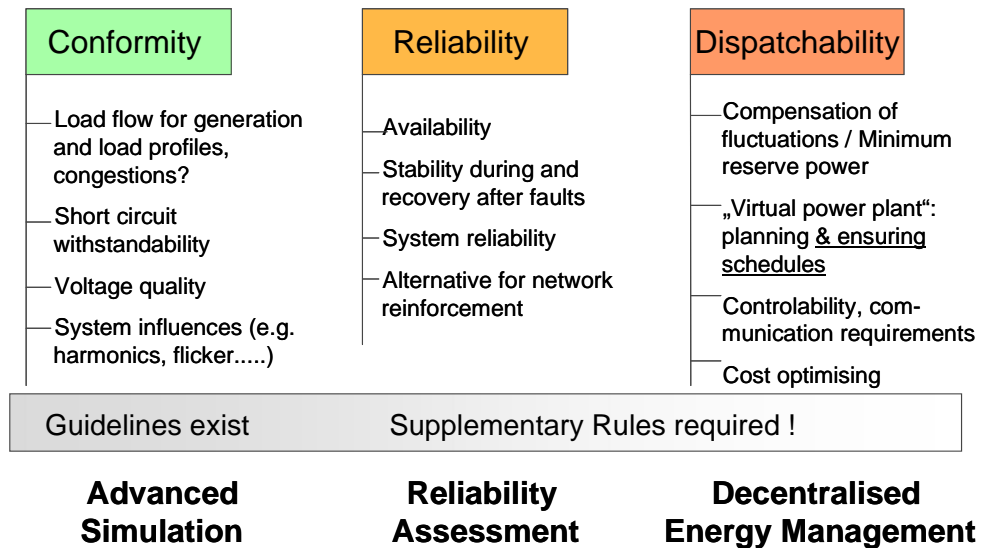 Conformity
Load flow for generation
and load profiles,
congestions?
Short circuit
withstandability
Voltage quality
System influences (e.g.
harmonics, flicker.....)
Reliability
Availability
Stability during and
recovery after faults
System reliability
Alternative for network
reinforcement
Dispatchability
Compensation of
fluctuations / Minimum
reserve power
„Virtual power plant“:
planning & ensuring
schedules
Controlability, com-
munication requirements
Cost optimising
Guidelines exist
Supplementary Rules required !
Advanced
Simulation
Reliability
Assessment
Decentralised
Energy Management